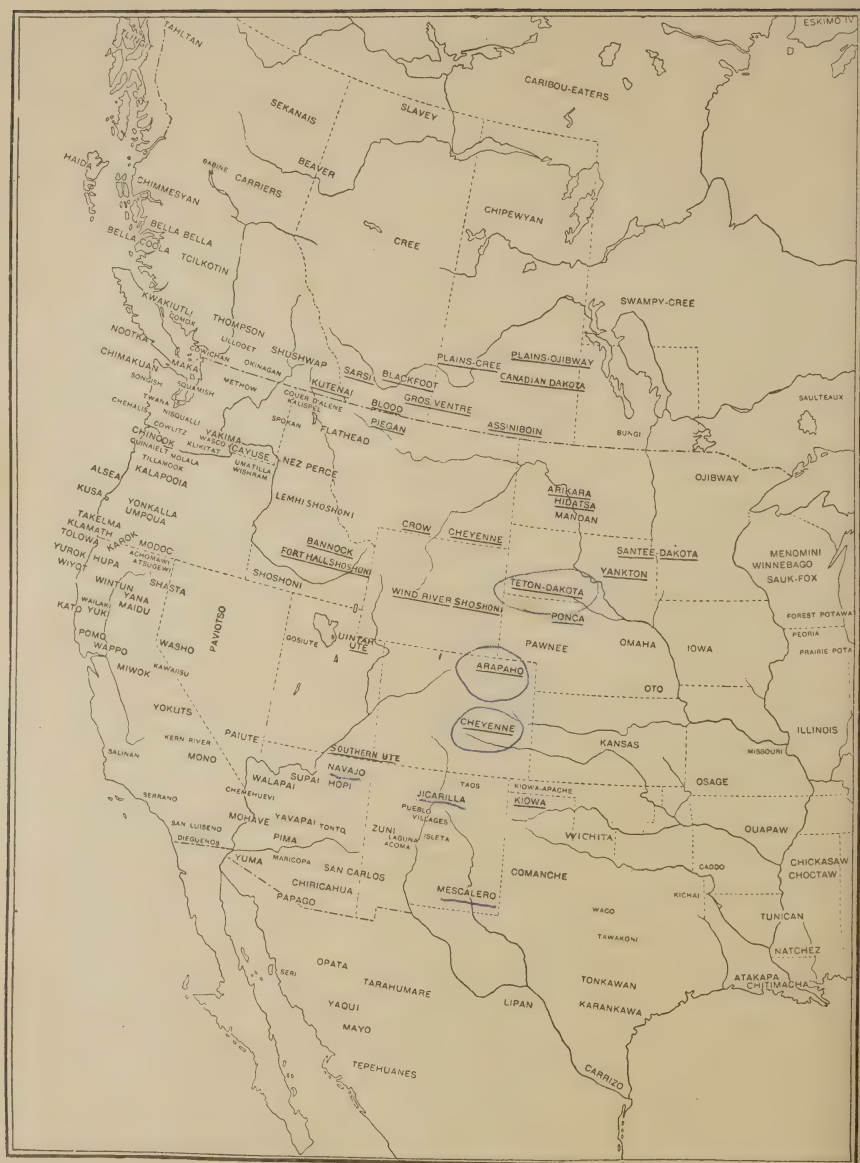 ESKIMO IV
TAHLTAN
TLINGIT
CARIBOU-EATERS
SEKANAIS
SLAVEY
HAIDA
BABINE
CARRIERS
BEAVER
CHIMMESYAN
CHIPEWYAN
BELLA BELLA
BELLA COOLA
TCILKOTIN
CREE
KWAKIUTLI
COMOX
THOMPSON
SWAMPY-CREE
NOOTKA
LILLOOET
SHUSHWAP
COWICHAN
OKINAGAN
CHIMAKUAN
MAKA
SONGISH
SQUAMISH
METHOW
KUTENAI
SARSI
BLACKFOOT
PLAINS-CREE
PLAINS-OJIBWAY
CANADIAN DAKOTA
TWANA
NISQUALLI
COUER D'ALENE
KALISPEL
BLOOD
GROS VENTRE
SAULTEAUX
CHEHALIS
COWLITZ
YAKIMA
SPOKAN
FLATHEAD
PIEGAN
ASSINIBOIN
BUNGI
CHINOOK
WASCO
KLIKITAT
CAYUSE
QUINAIELT
MOLALA
TILLAMOOK
UMATILLA
WISHRAM
NEZ PERCE
OJIBWAY
ALSEA
KALAPOOIA
LEMHI SHOSHONI
ARIKARA
HIDATSA
MANDAN
KUSA
YONKALLA
UMPQUA
CROW
CHEYENNE
TAKELMA
KLAMATH
TOLOWA
KAROK
MODOC
ACHOMAWI
ATSUGEWI
BANNOCK
FORT HALL SHOSHONI
SANTEE-DAKOTA
MENOMINI
WINNEBAGO
SAUK-FOX
YUROK
HUPA
WIYOT
SHASTA
SHOSHONI
YANKTON
TETON-DAKOTA
WINTUN
YANA
WAILAKI
MAIDU
KATO
YUKI
WIND RIVER SHOSHONI
PONCA
FOREST POTAWAT
PAVIOTSO
WASHO
GOSIUTE
UINTAH
UTE
PAWNEE
OMAHA
IOWA
PEORIA
PRAIRIE POTA
POMO
WAPPO
MIWOK
KAWAIISU
ARAPAHO
OTO
YOKUTS
CHEYENNE
KANSAS
ILLINOIS
MISSOURI
SALINAN
KERN RIVER
MONO
PAIUTE
SOUTHERN UTE
NAVAJO
HOPI
WALAPAI
SUPAI
TAOS
KIOWA-APACHE
KIOWA
OSAGE
SERRANO
CHEMEHUEVI
JICARILLA
PUEBLO
VILLAGES
SAN LUISENO
DIEGUENOS
MOHAVE
YAVAPAI
TONTO
PIMA
ZUNI
LAGUNA
ACOMA
ISLETA
WICHITA
OUAPAW
YUMA
MARICOPA
SAN CARLOS
CHIRICAHUA
PAPAGO
MESCALERO
COMANCHE
CADDO
KICHAI
CHICKASAW
CHOCTAW
WACO
TAWAKONI
TUNICAN
NATCHEZ
SERI
OPATA
TARAHUMARE
YAQUI
MAYO
TEPEHUANES
LIPAN
TONKAWAN
KARANKAWA
ATAKAPA
CHITIMACHA
CARRIZO